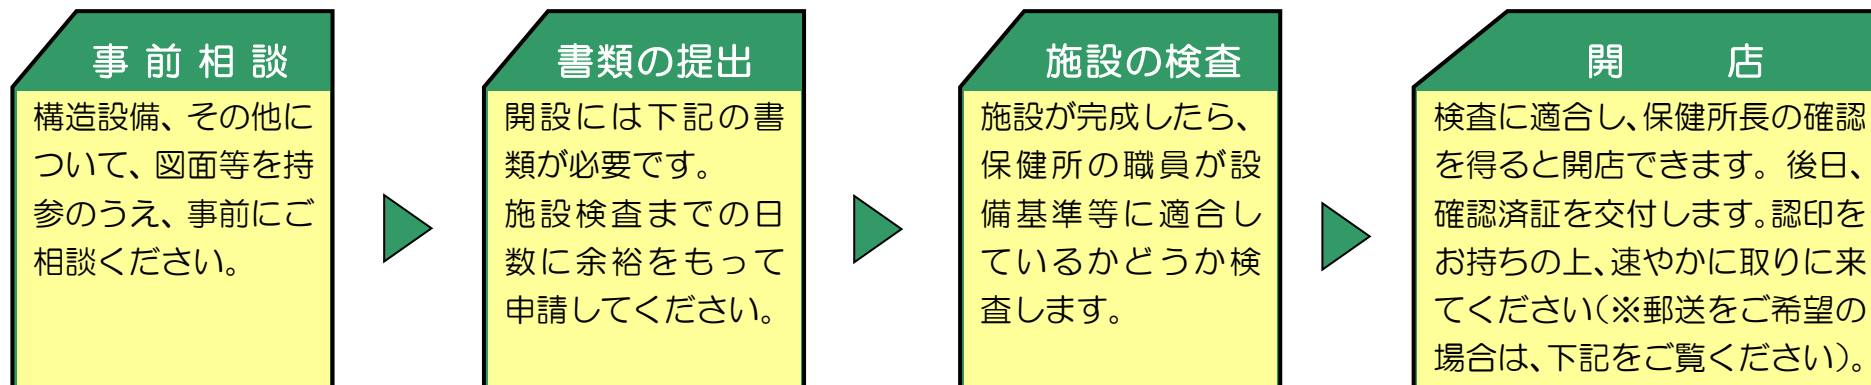 事前相談
構造設備、その他に
ついて、図面等を持
参のうえ、事前にご
相談ください。
書類の提出
開設には下記の書
類が必要です。
施設検査までの日
数に余裕をもって
申請してください。
施設の検査
施設が完成したら、
保健所の職員が設
備基準等に適合し
ているかどうか検
査します。
開店
検査に適合し、保健所長の確認
を得ると開店できます。後日、
確認済証を交付します。認印を
お持ちの上、速やかに取りに来
てください(※郵送をご希望の
場合は、下記をご覧ください)。